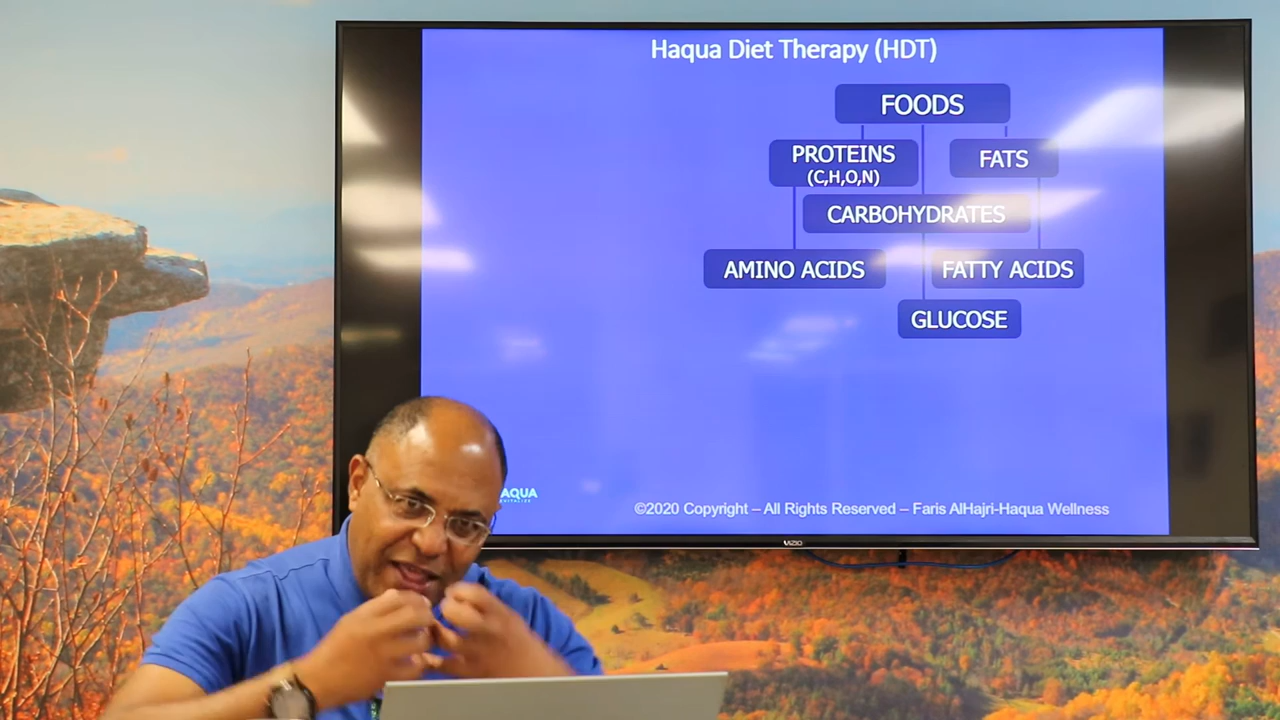 Haqua Diet Therapy (HDT)
FOODS
PROTEINS
(C,H,O,N)
FATS
CARBOHYDRATES
AMINO ACIDS
FATTY ACIDS
GLUCOSE
AQUA
©2020 Copyright – All Rights Reserved – Faris AlHajri-Haqua Wellness
VIZIO